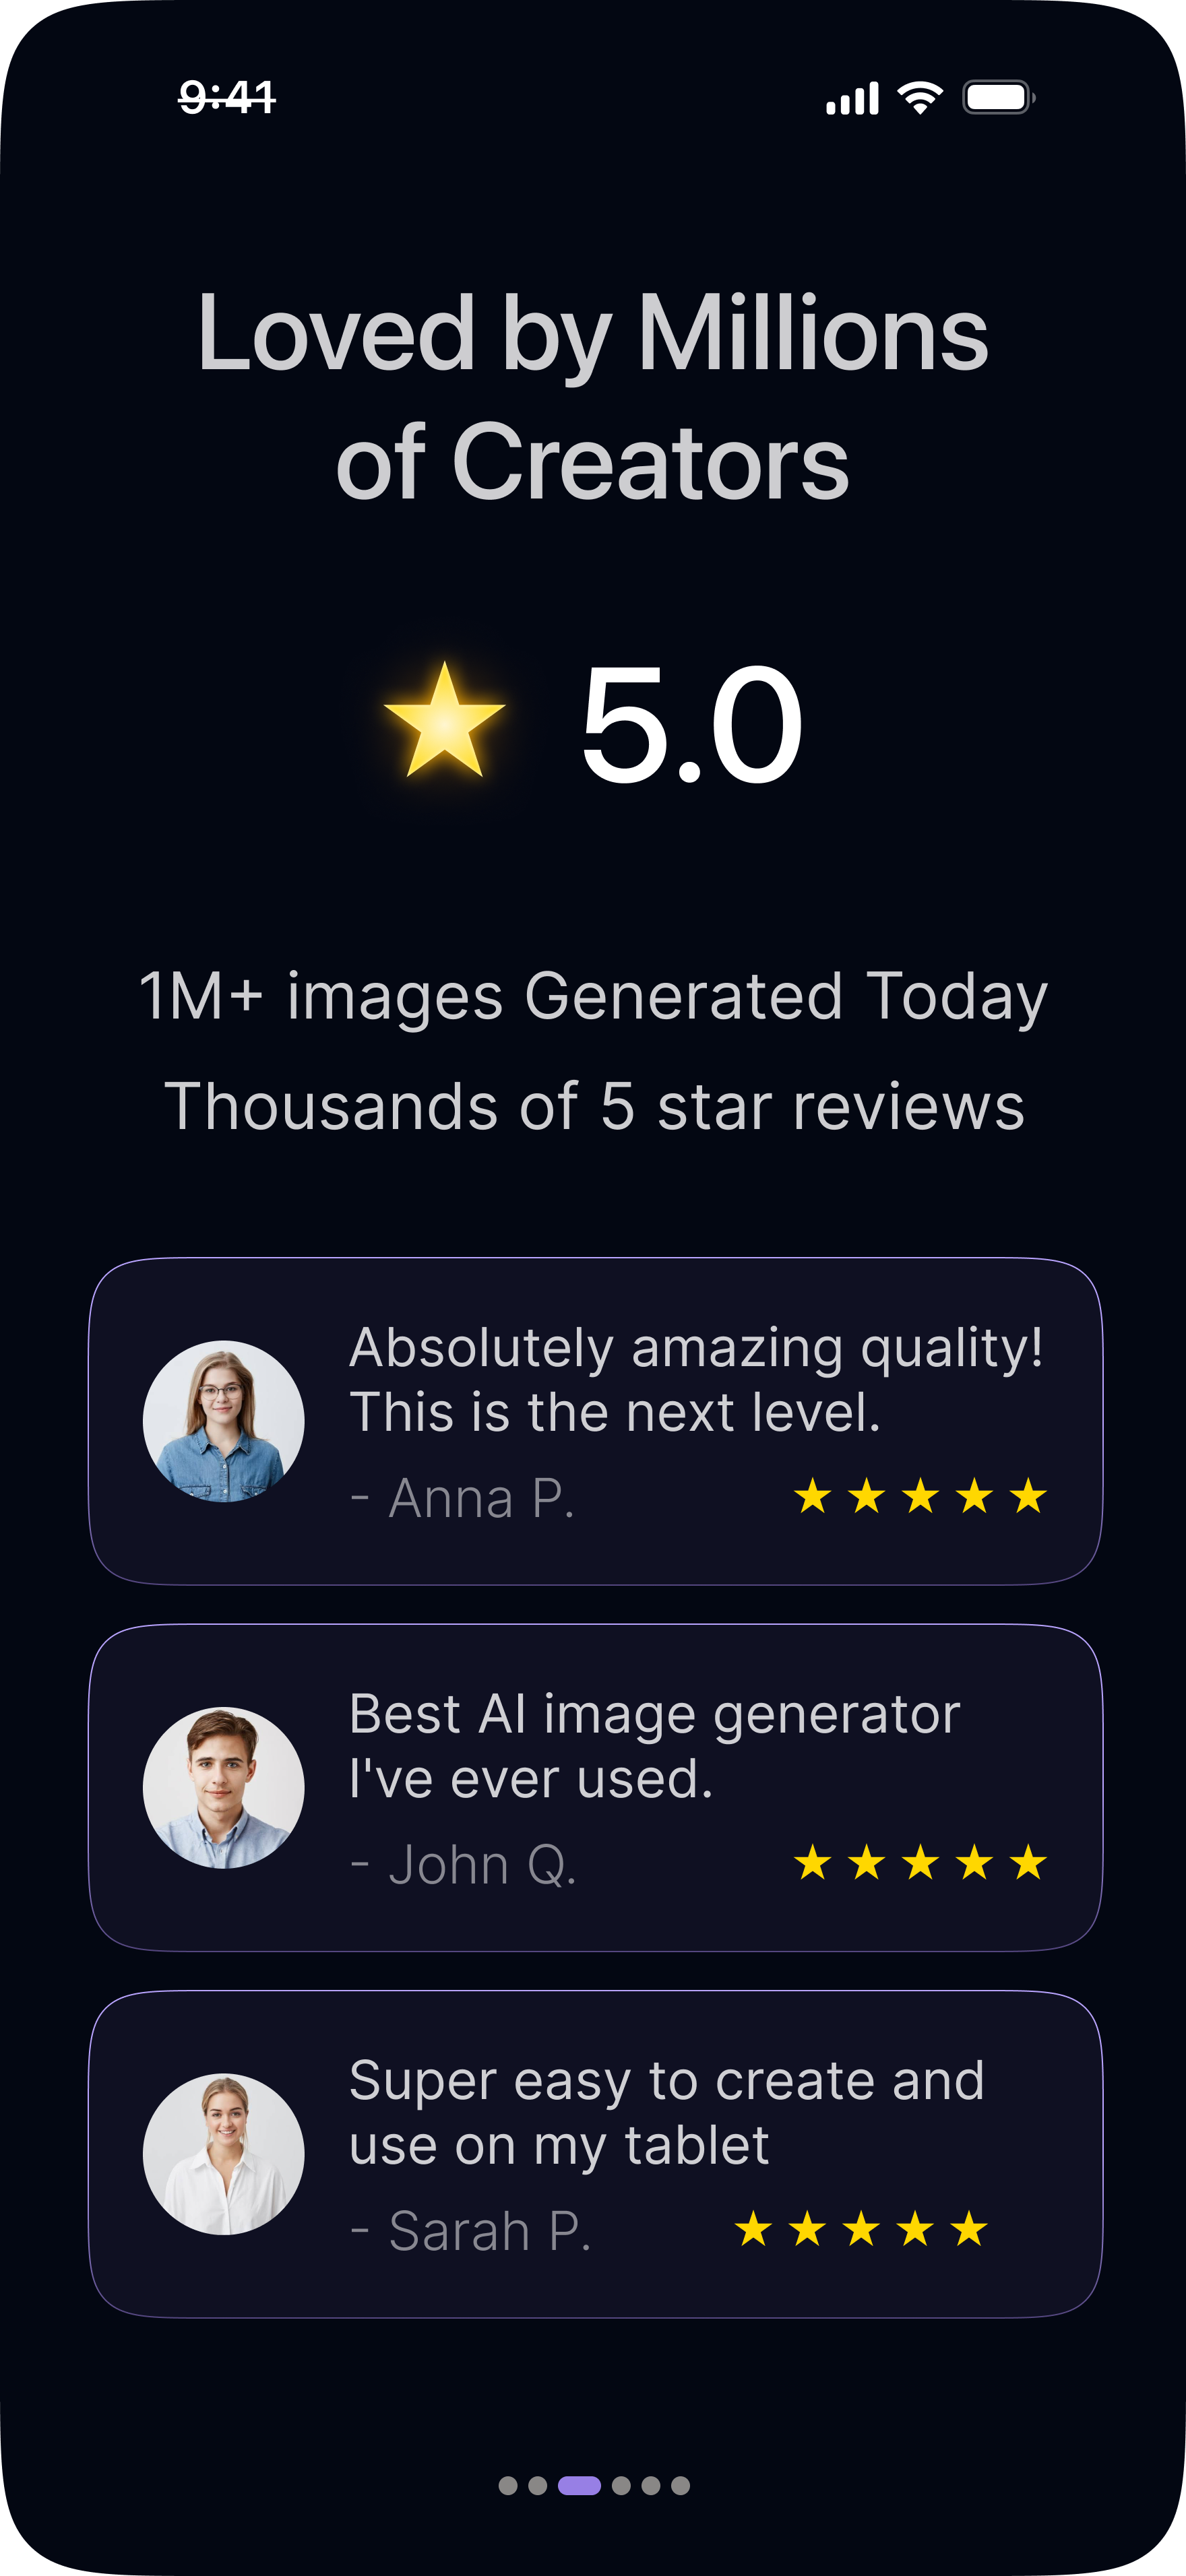 9:41
Loved by Millions
of Creators
5.0
1M+ images Generated Today
Thousands of 5 star reviews
Absolutely amazing quality!
This is the next level.
- Anna P.
Best AI image generator
I've ever used.
- John Q.
Super easy to create and
use on my tablet
- Sarah P.